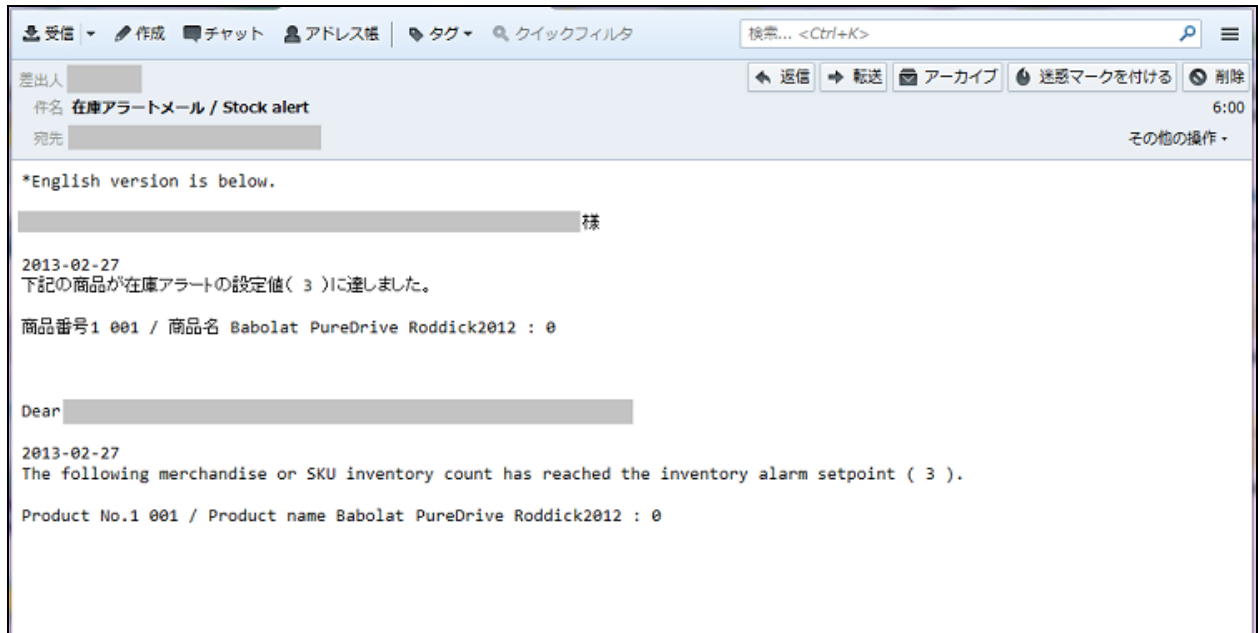 受信 作成 チャット アドレス帳 タグ クイックフィルタ 検索... <Ctrl+K>
差出人 返信 転送 アーカイブ 迷惑マークを付ける 削除
件名 在庫アラートメール / Stock alert 6:00
宛先 その他の操作
*English version is below.
様
2013-02-27
下記の商品が在庫アラートの設定値( 3 )に達しました。
商品番号1 001 / 商品名 Babolat PureDrive Roddick2012 : 0
Dear
2013-02-27
The following merchandise or SKU inventory count has reached the inventory alarm setpoint ( 3 ).
Product No.1 001 / Product name Babolat PureDrive Roddick2012 : 0